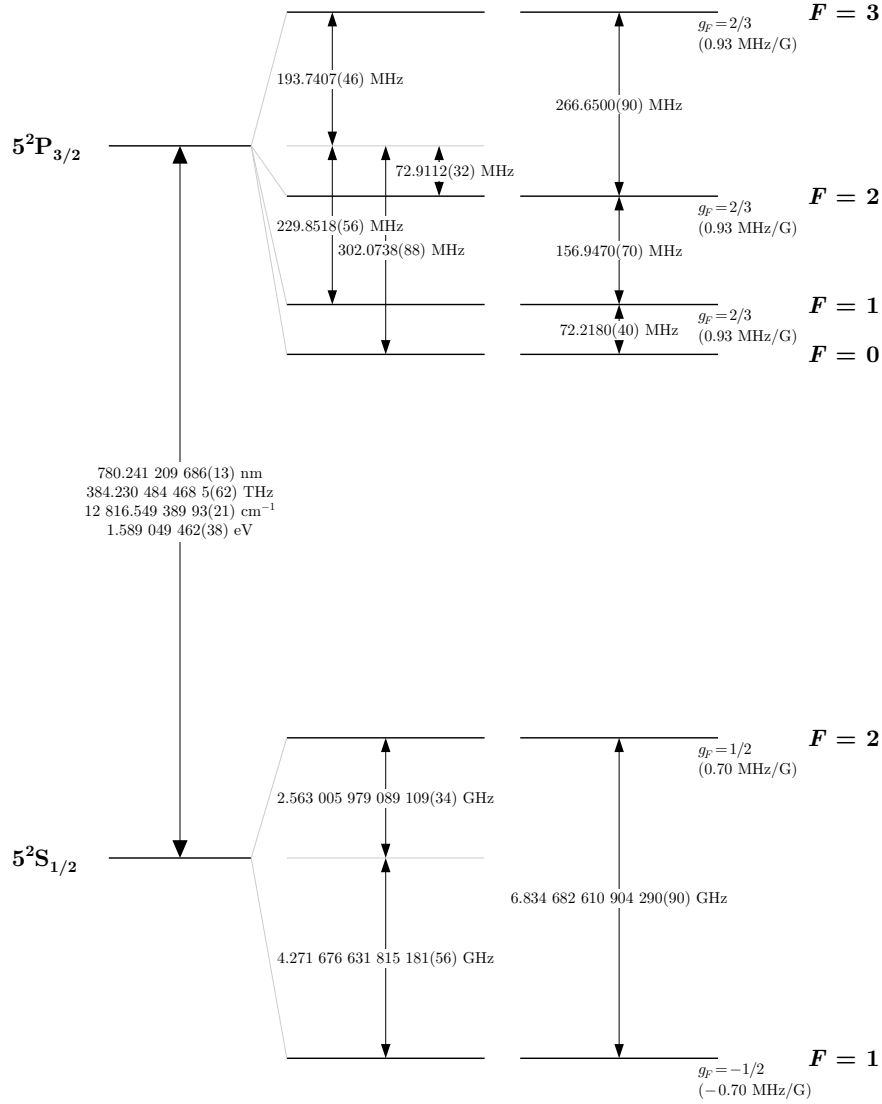 F = 3
g_F = 2/3
(0.93 MHz/G)
193.7407(46) MHz
266.6500(90) MHz
5²P₃/₂
72.9112(32) MHz
F = 2
g_F = 2/3
(0.93 MHz/G)
229.8518(56) MHz
302.0738(88) MHz
156.9470(70) MHz
F = 1
g_F = 2/3
(0.93 MHz/G)
72.2180(40) MHz
F = 0
780.241 209 686(13) nm
384.230 484 468 5(62) THz
12 816.549 389 93(21) cm⁻¹
1.589 049 462(38) eV
F = 2
g_F = 1/2
(0.70 MHz/G)
2.563 005 979 089 109(34) GHz
5²S₁/₂
6.834 682 610 904 290(90) GHz
4.271 676 631 815 181(56) GHz
F = 1
g_F = −1/2
(−0.70 MHz/G)